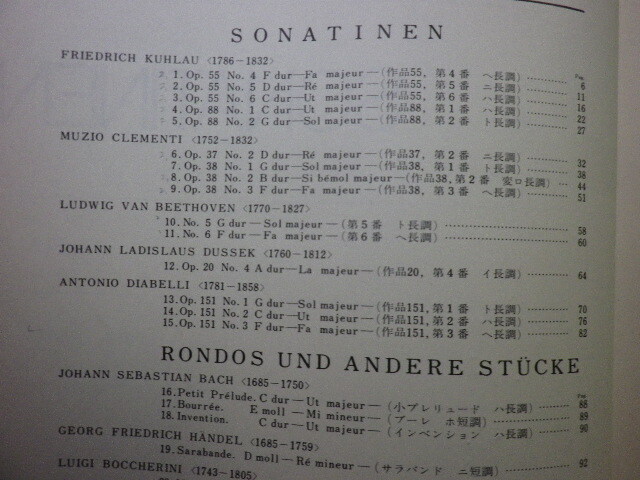 SONATINEN
FRIEDRICH KUHLAU <1786-1832>
1. Op. 55 No. 4 F dur—Fa majeur—(作品55, 第4番 ヘ長調) ………… 2
2. Op. 55 No. 5 D dur—Ré majeur—(作品55, 第5番 ニ長調) ………… 6
3. Op. 55 No. 6 C dur—Ut majeur—(作品55, 第6番 ハ長調) ………… 11
4. Op. 88 No. 1 C dur—Ut majeur—(作品88, 第1番 ハ長調) ………… 16
5. Op. 88 No. 2 G dur—Sol majeur—(作品88, 第2番 ト長調) ………… 22
27
MUZIO CLEMENTI <1752-1832>
6. Op. 37 No. 2 D dur—Ré majeur—(作品37, 第2番 ニ長調) ………… 32
7. Op. 38 No. 1 G dur—Sol majeur—(作品38, 第1番 ト長調) ………… 38
8. Op. 38 No. 2 B dur—Si bémol majeur—(作品38, 第2番 変ロ長調) …… 44
9. Op. 38 No. 3 F dur—Fa majeur—(作品38, 第3番 ヘ長調) ………… 51
LUDWIG VAN BEETHOVEN <1770-1827>
10. No. 5 G dur—Sol majeur—(第5番 ト長調) ………… 58
11. No. 6 F dur—Fa majeur—(第6番 ヘ長調) ………… 60
JOHANN LADISLAUS DUSSEK <1760-1812>
12. Op. 20 No. 4 A dur—La majeur—(作品20, 第4番 イ長調) ………… 64
ANTONIO DIABELLI <1781-1858>
13. Op. 151 No. 1 G dur—Sol majeur—(作品151, 第1番 ト長調) ………… 70
14. Op. 151 No. 2 C dur—Ut majeur—(作品151, 第2番 ハ長調) ………… 76
15. Op. 151 No. 3 F dur—Fa majeur—(作品151, 第3番 ヘ長調) ………… 82
RONDOS UND ANDERE STÜCKE
JOHANN SEBASTIAN BACH <1685-1750>
16. Petit Prélude. C dur—Ut majeur—(小プレリュード ハ長調) ………… 88
17. Bourrée. E moll—Mi mineur—(ブーレ ホ短調) ………… 89
18. Invention. C dur—Ut majeur—(インベンション ハ長調) ………… 90
GEORG FRIEDRICH HÄNDEL <1685-1759>
19. Sarabande. D moll—Ré mineur—(サラバンド ニ短調) ………… 92
LUIGI BOCCHERINI <1743-1805>